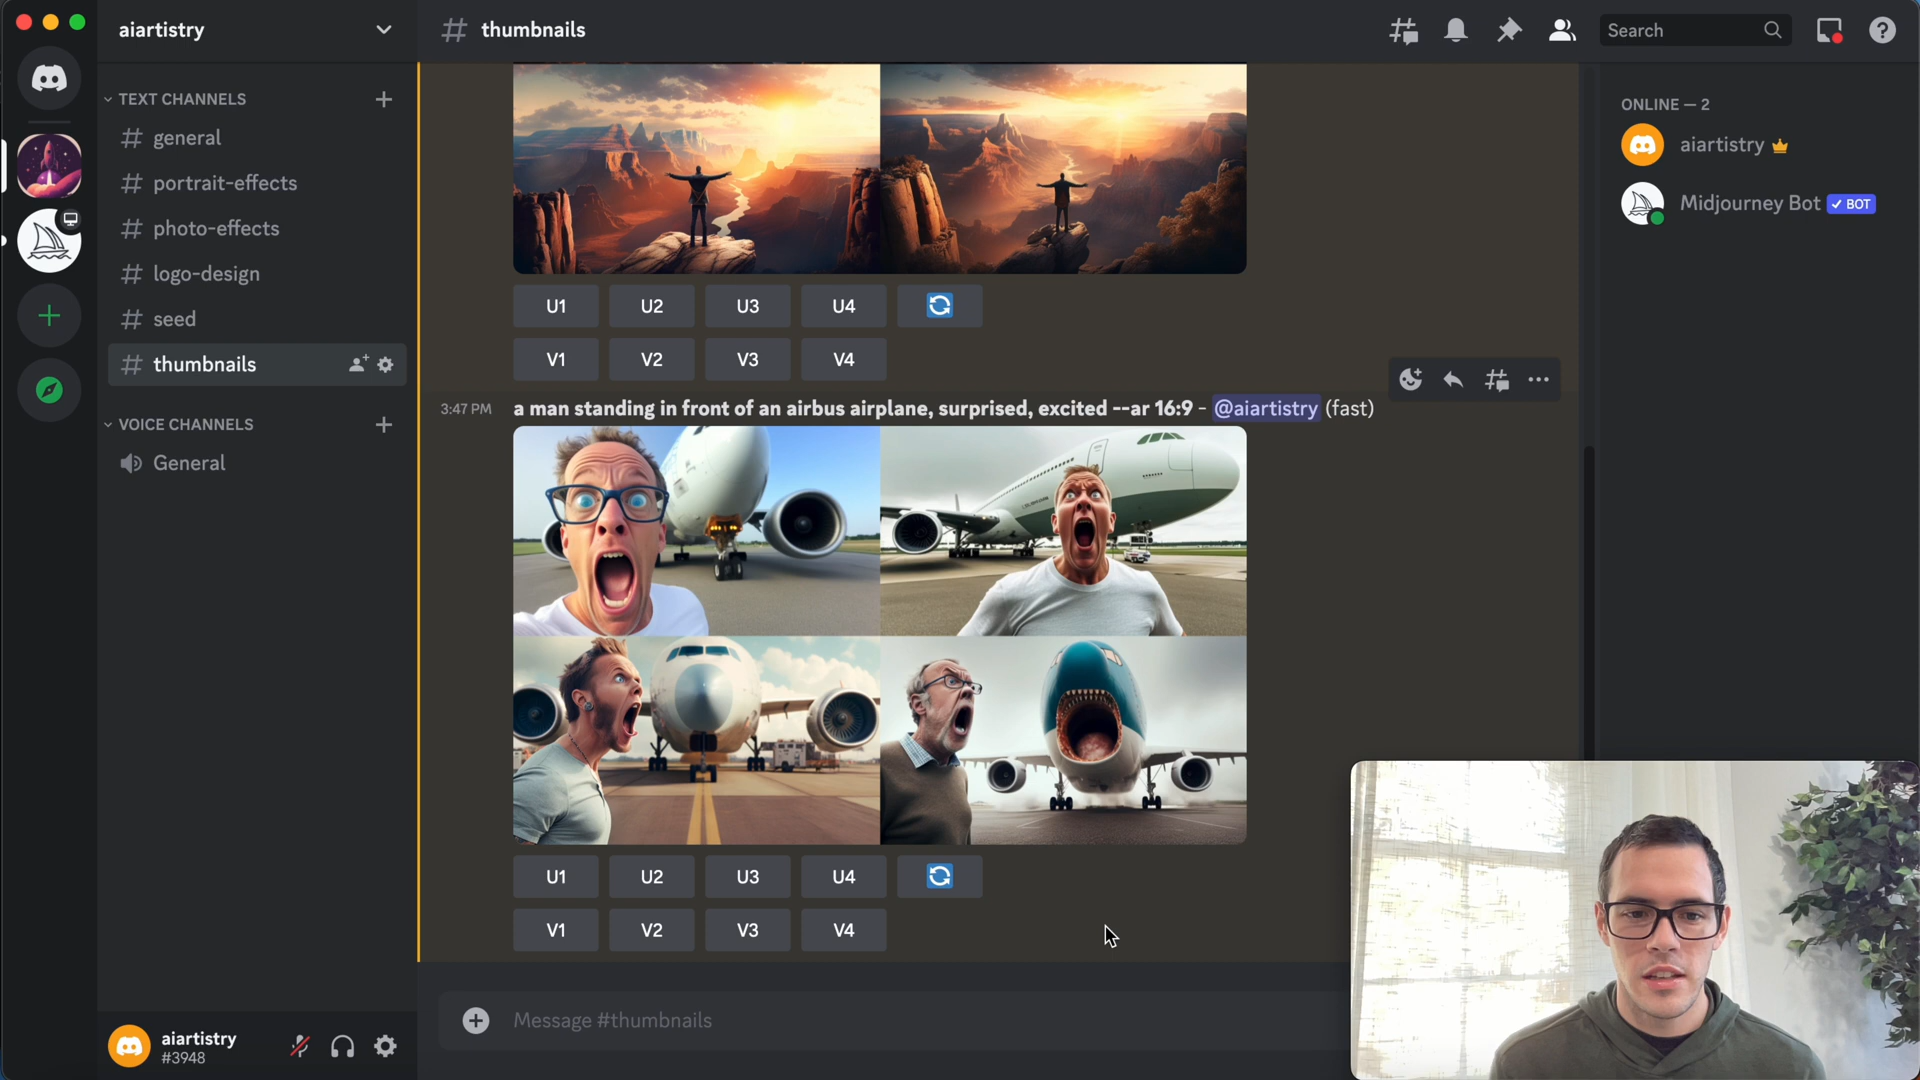 aiartistry
thumbnails
Search
TEXT CHANNELS
general
portrait-effects
photo-effects
logo-design
seed
thumbnails
VOICE CHANNELS
General
U1 U2 U3 U4
V1 V2 V3 V4
3:47 PM a man standing in front of an airbus airplane, surprised, excited --ar 16:9 - @aiartistry (fast)
U1 U2 U3 U4
V1 V2 V3 V4
Message #thumbnails
ONLINE — 2
aiartistry
Midjourney Bot ✓ BOT
aiartistry
#3948